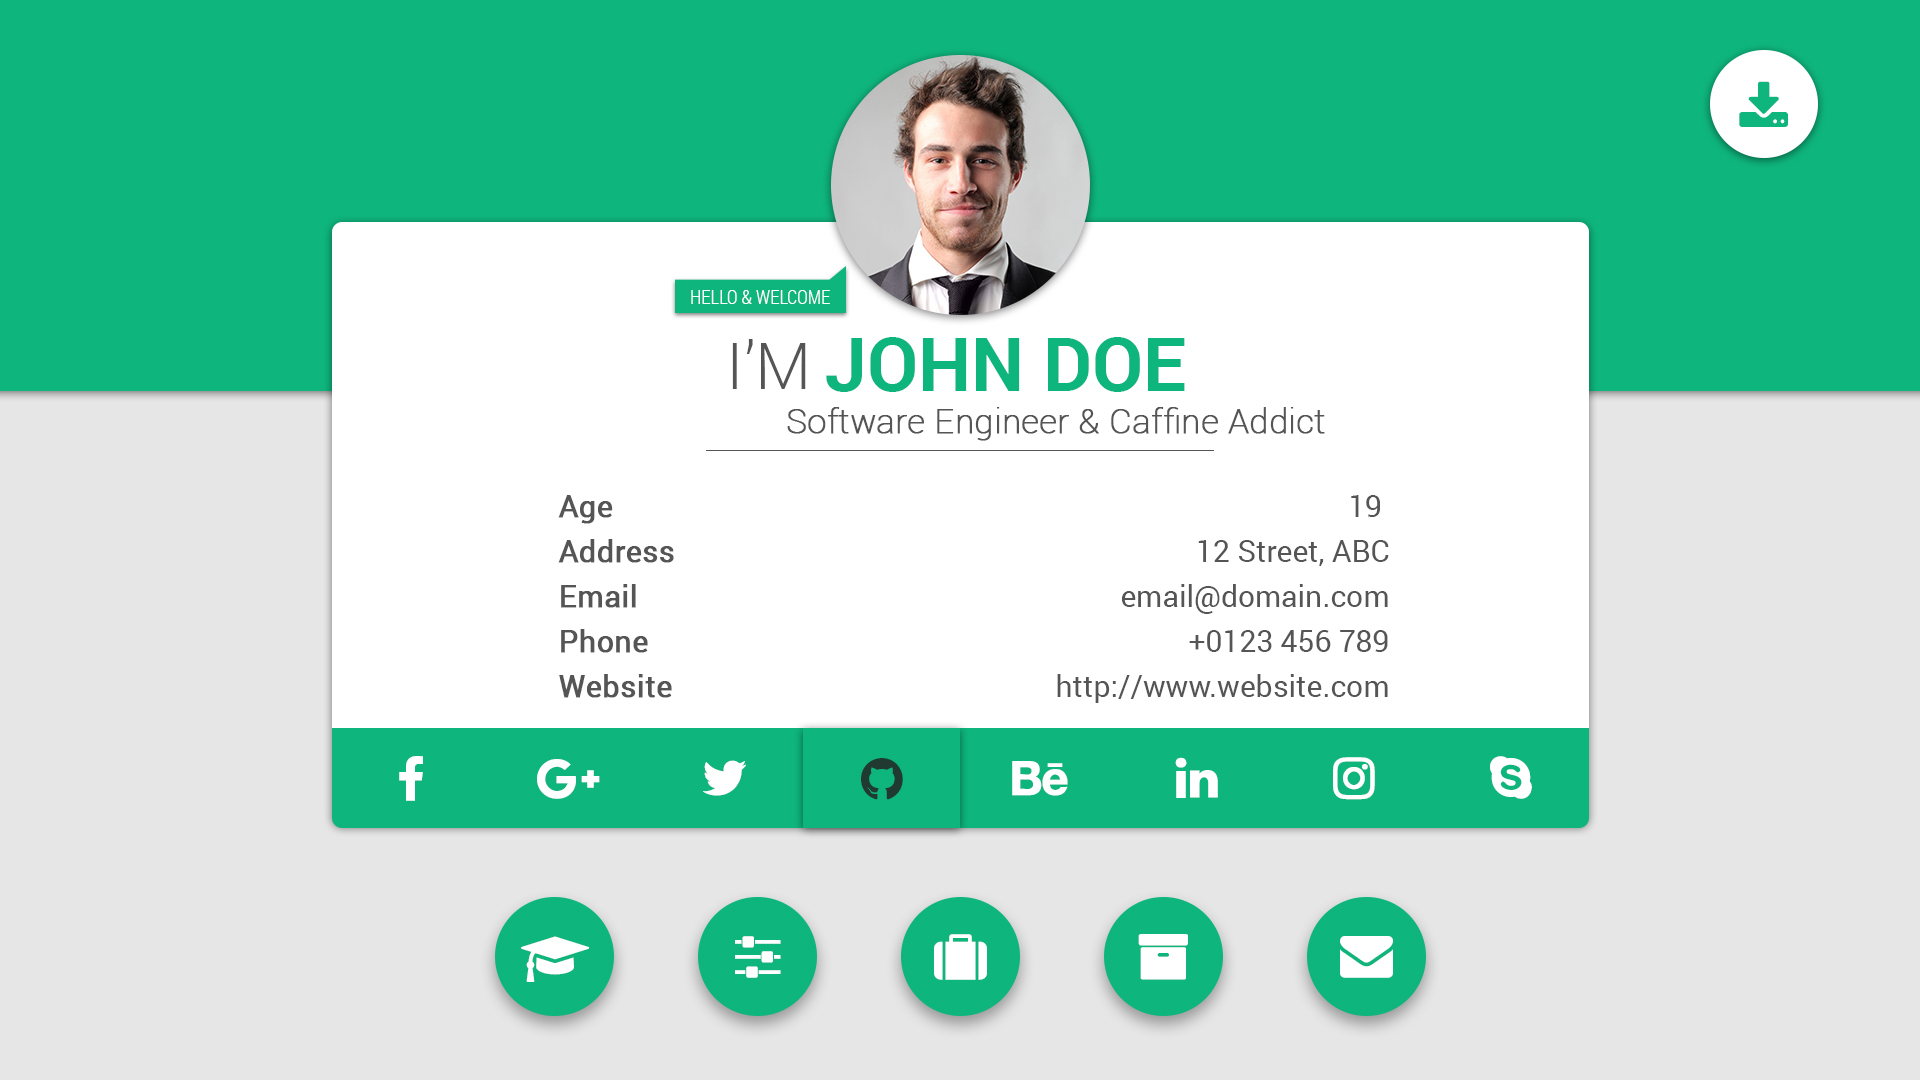 HELLO & WELCOME
I’M JOHN DOE
Software Engineer & Caffine Addict
Age 19
Address 12 Street, ABC
Email email@domain.com
Phone +0123 456 789
Website http://www.website.com
f G+ Bē in S